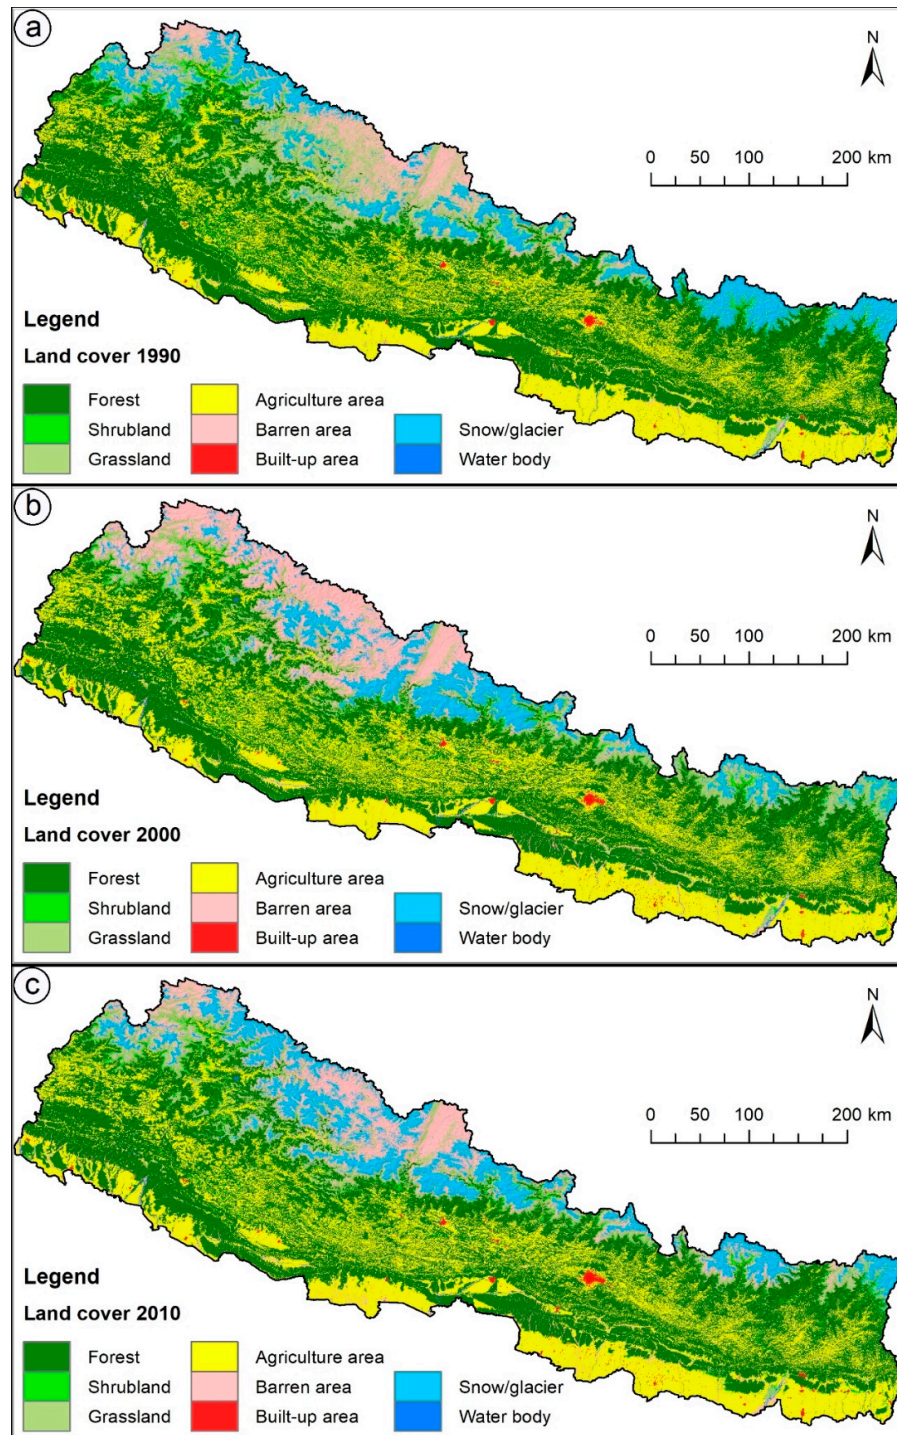 a
N
0 50 100 200 km
Legend
Land cover 1990
Forest Agriculture area
Shrubland Barren area Snow/glacier
Grassland Built-up area Water body
b
N
0 50 100 200 km
Legend
Land cover 2000
Forest Agriculture area
Shrubland Barren area Snow/glacier
Grassland Built-up area Water body
c
N
0 50 100 200 km
Legend
Land cover 2010
Forest Agriculture area
Shrubland Barren area Snow/glacier
Grassland Built-up area Water body